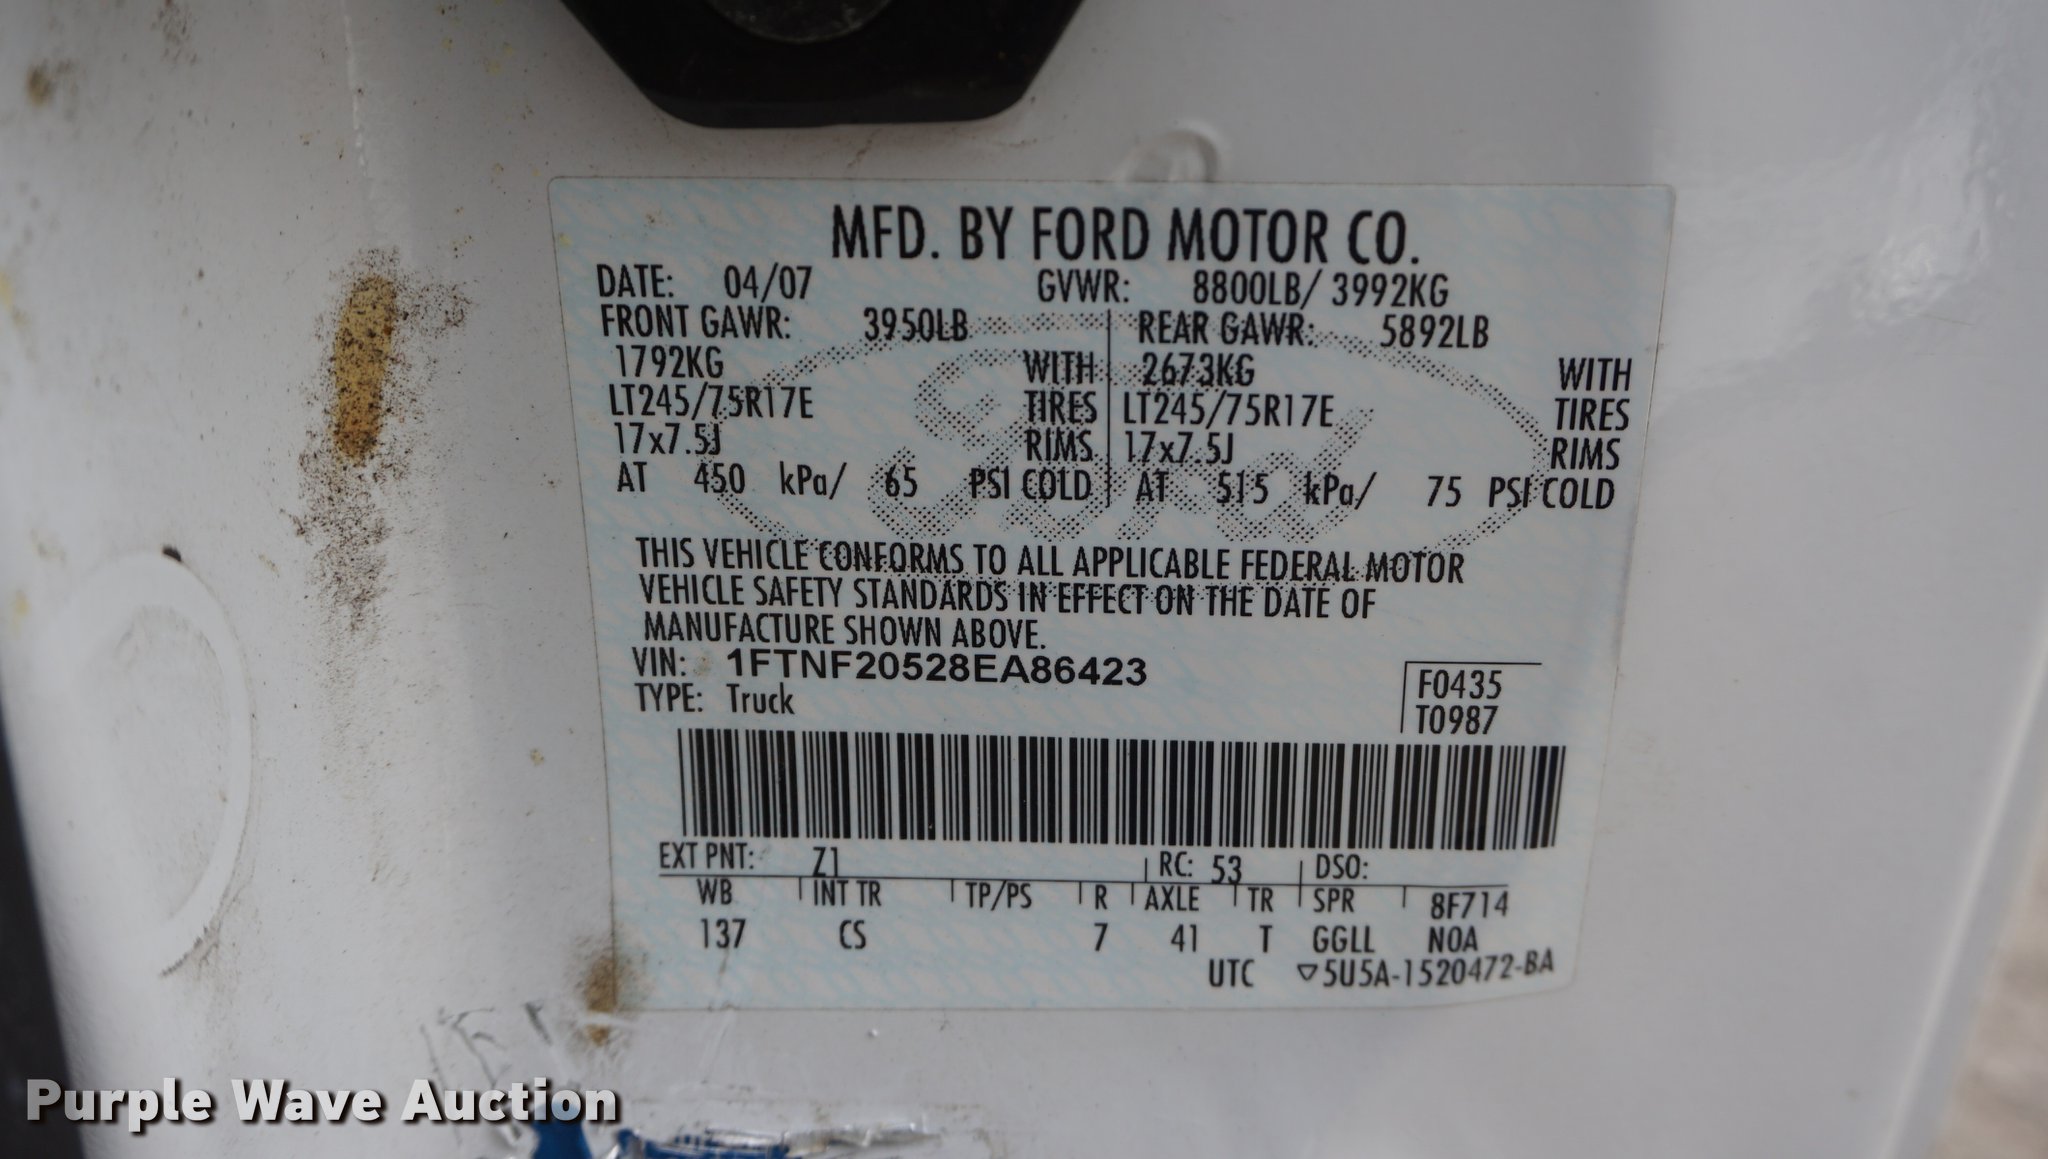 MFD. BY FORD MOTOR CO.
DATE: 04/07 GVWR: 8800LB/ 3992KG
FRONT GAWR: 3950LB REAR GAWR: 5892LB
1792KG WITH 2673KG WITH
LT245/75R17E TIRES LT245/75R17E TIRES
17x7.5J RIMS 17x7.5J RIMS
AT 450 kPa/ 65 PSI COLD AT 515 kPa/ 75 PSI COLD
Ford
THIS VEHICLE CONFORMS TO ALL APPLICABLE FEDERAL MOTOR
VEHICLE SAFETY STANDARDS IN EFFECT ON THE DATE OF
MANUFACTURE SHOWN ABOVE.
VIN: 1FTNF20528EA86423
TYPE: Truck
F0435
T0987
EXT PNT: Z1 RC: 53 DSO:
WB INT TR TP/PS R AXLE TR SPR 8F714
137 CS 7 41 T GGLL NOA
UTC ▽5U5A-1520472-BA
Purple Wave Auction